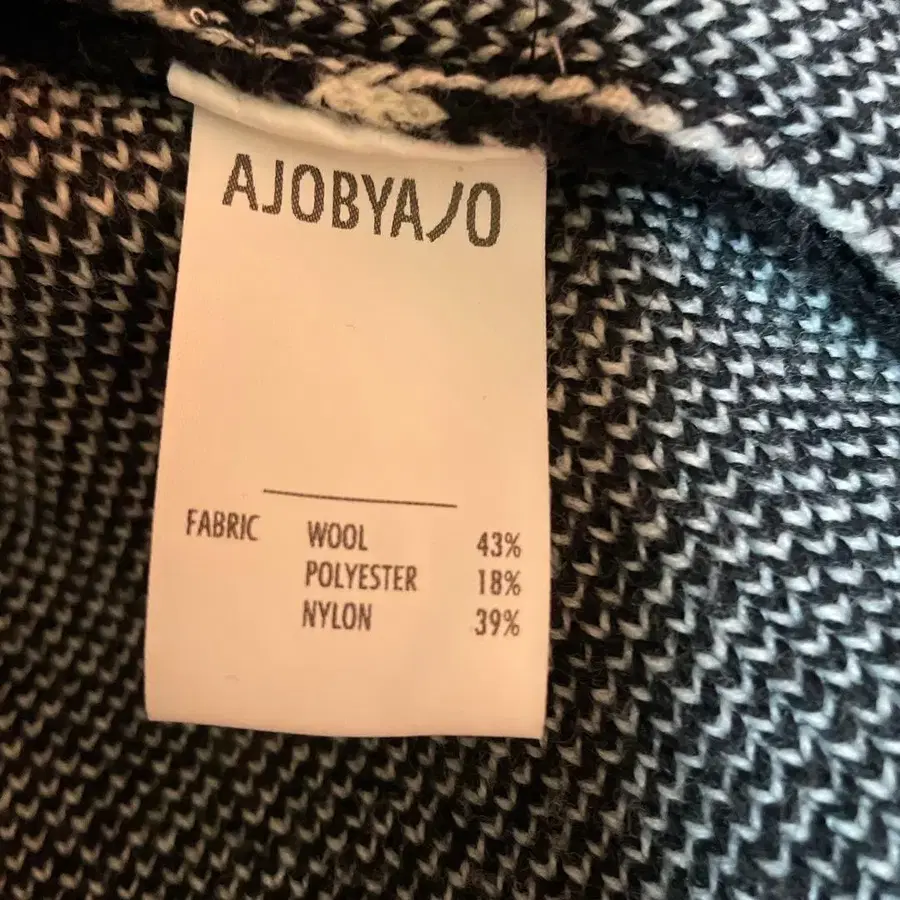 AJOBYAJO
FABRIC WOOL 43%
POLYESTER 18%
NYLON 39%